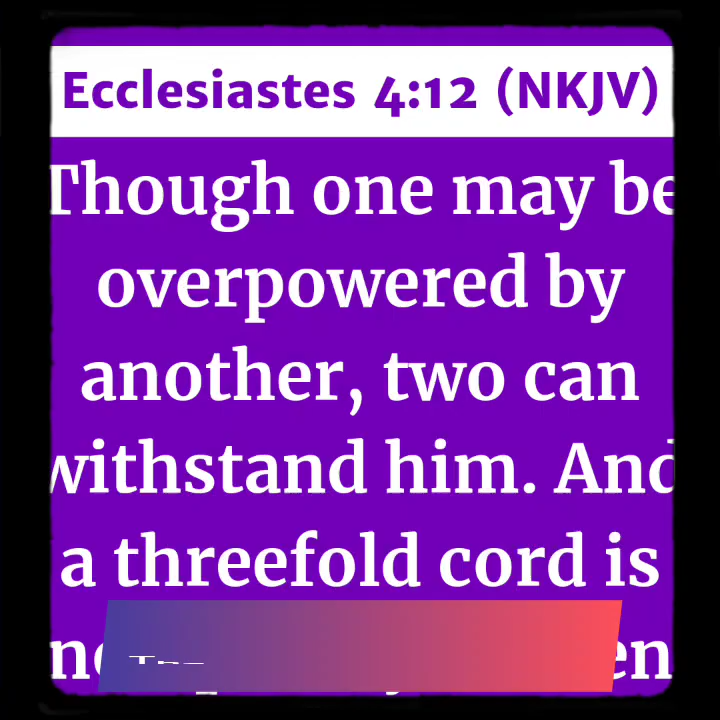 Ecclesiastes 4:12 (NKJV)
Though one may be
overpowered by
another, two can
withstand him. And
a threefold cord is